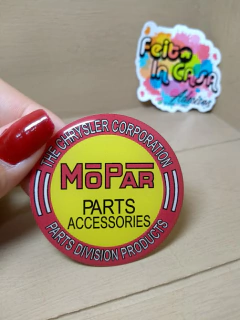 Feito
In Casa
THE CHRYSLER CORPORATION
MOPAR
PARTS
ACCESSORIES
PARTS DIVISION PRODUCTS